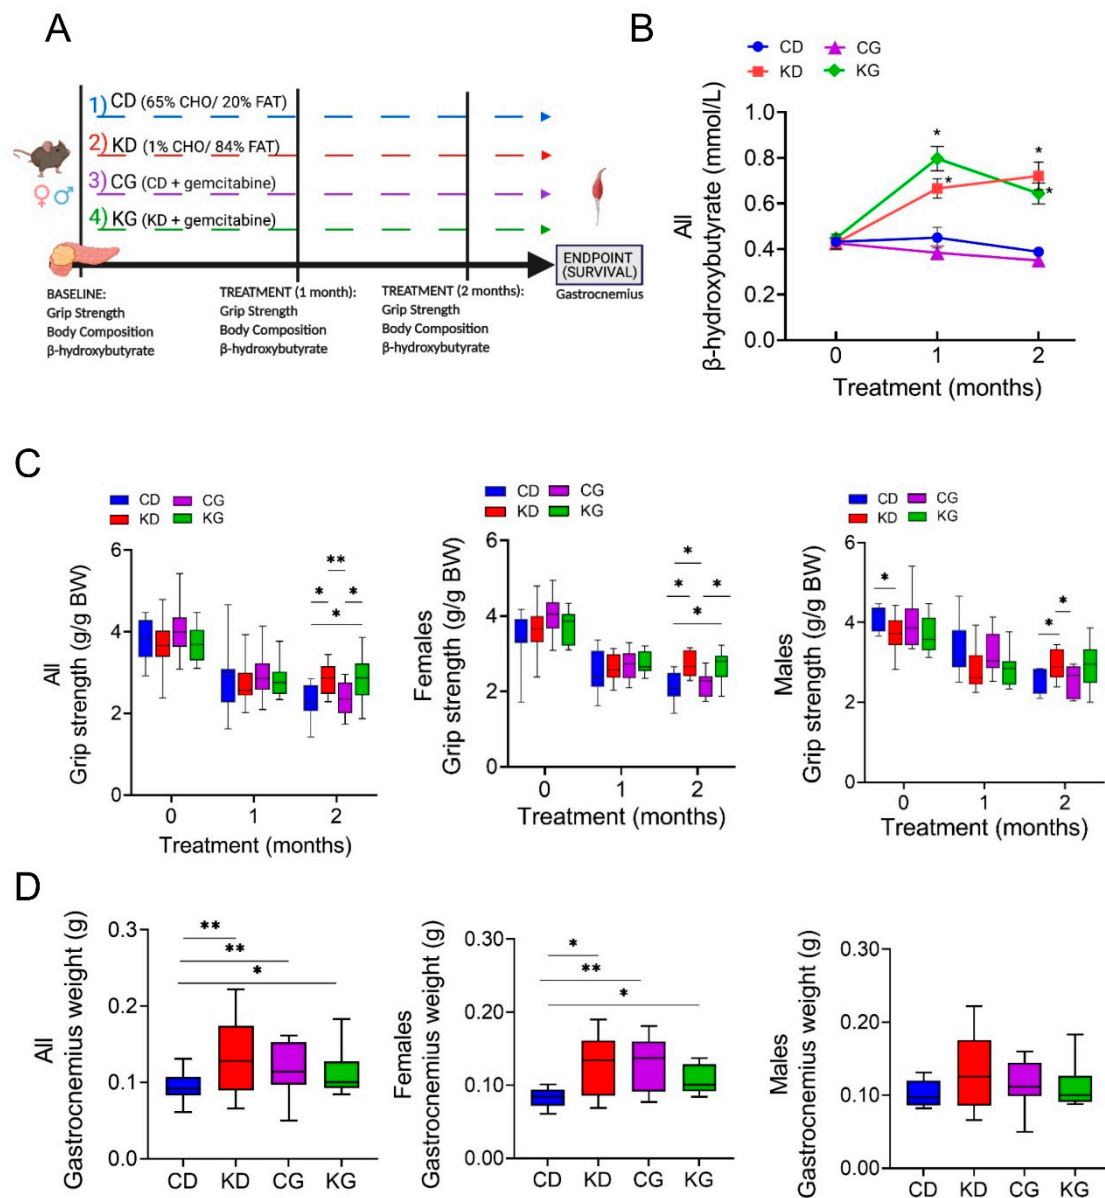 A
1) CD (65% CHO/ 20% FAT)
2) KD (1% CHO/ 84% FAT)
3) CG (CD + gemcitabine)
4) KG (KD + gemcitabine)
ENDPOINT
(SURVIVAL)
Gastrocnemius
BASELINE:
Grip Strength
Body Composition
β-hydroxybutyrate
TREATMENT (1 month):
Grip Strength
Body Composition
β-hydroxybutyrate
TREATMENT (2 months):
Grip Strength
Body Composition
β-hydroxybutyrate
B
CD CG
KD KG
All
β-hydroxybutyrate (mmol/L)
1.0
0.8
0.6
0.4
0.2
0.0
* * * *
0 1 2
Treatment (months)
C
CD CG
KD KG
All
Grip strength (g/g BW)
6
4
2
0
**
* *
*
0 1 2
Treatment (months)
CD CG
KD KG
Females
Grip strength (g/g BW)
6
4
2
0
*
* *
*
0 1 2
Treatment (months)
CD CG
KD KG
Males
Grip strength (g/g BW)
6
4
2
0
*
*
*
0 1 2
Treatment (months)
D
All
Gastrocnemius weight (g)
0.3
0.2
0.1
0.0
**
**
*
CD KD CG KG
Females
Gastrocnemius weight (g)
0.30
0.20
0.10
0.00
*
**
*
CD KD CG KG
Males
Gastrocnemius weight (g)
0.30
0.20
0.10
0.00
CD KD CG KG